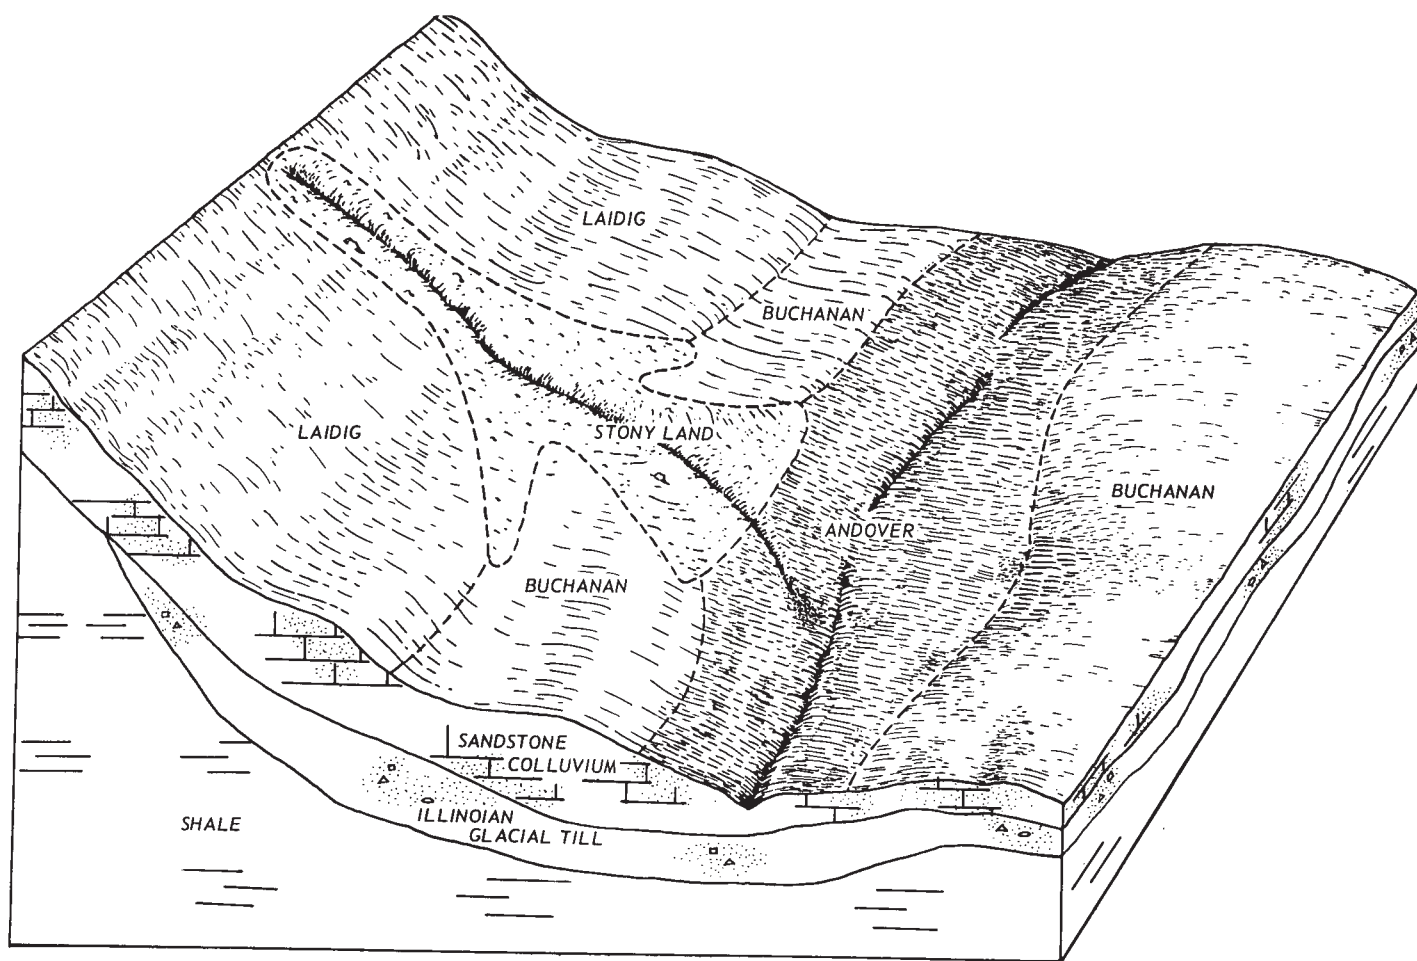 LAIDIG
BUCHANAN
LAIDIG
STONY LAND
BUCHANAN
ANDOVER
BUCHANAN
SANDSTONE
COLLUVIUM
ILLINOIAN
GLACIAL TILL
SHALE